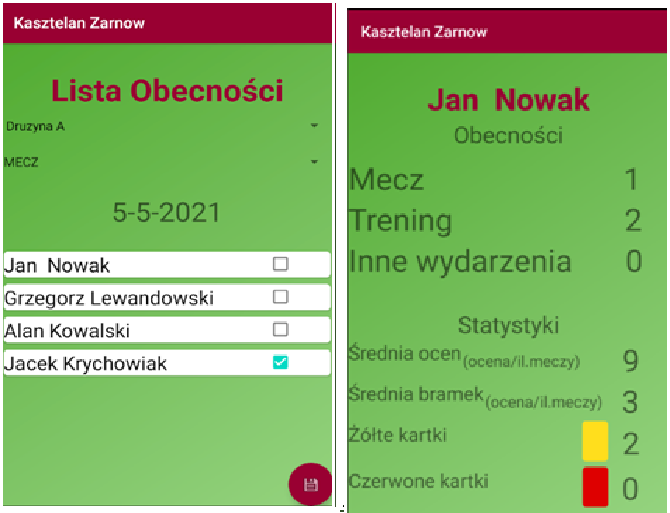 Kasztelan Zarnow
Lista Obecności
Druzyna A
MECZ
5-5-2021
Jan Nowak
Grzegorz Lewandowski
Alan Kowalski
Jacek Krychowiak
Kasztelan Zarnow
Jan Nowak
Obecności
Mecz 1
Trening 2
Inne wydarzenia 0
Statystyki
Średnia ocen(ocena/il.meczy) 9
Średnia bramek(ocena/il.meczy) 3
Żółte kartki 2
Czerwone kartki 0